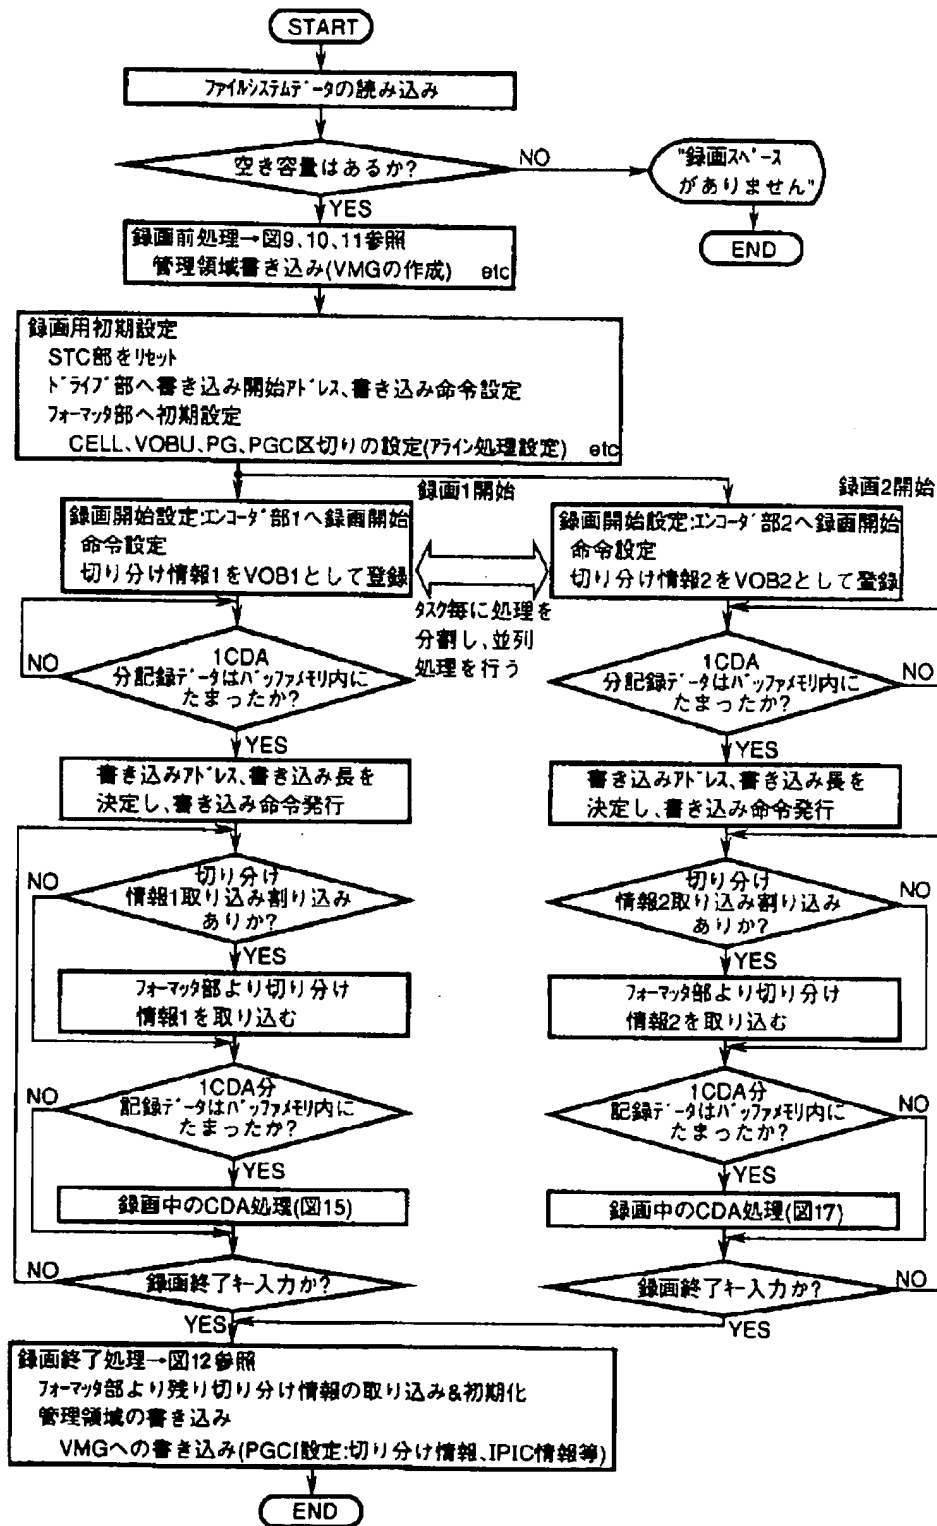 START
ファイルシステムデータの読み込み
空き容量はあるか?
NO
YES
"録画スペース
がありません"
END
録画前処理→図9、10、11参照
管理領域書き込み(VMGの作成) etc
録画用初期設定
STC部をリセット
ドライブ部へ書き込み開始アドレス、書き込み命令設定
フォーマッタ部へ初期設定
CELL、VOBU、PG、PGC区切りの設定(アライン処理設定) etc
録画1開始
録画2開始
録画開始設定:エンコーダ部1へ録画開始
命令設定
切り分け情報1をVOB1として登録
タスク毎に処理を
分割し、並列
処理を行う
録画開始設定:エンコーダ部2へ録画開始
命令設定
切り分け情報2をVOB2として登録
1CDA
分記録データはバッファメモリ内に
たまったか?
NO
YES
書き込みアドレス、書き込み長を
決定し、書き込み命令発行
切り分け
情報1取り込み割り込み
ありか?
NO
YES
フォーマッタ部より切り分け
情報1を取り込む
1CDA分
記録データはバッファメモリ内に
たまったか?
NO
YES
録画中のCDA処理(図15)
録画終了キー入力か?
NO
YES
1CDA
分記録データはバッファメモリ内に
たまったか?
NO
YES
書き込みアドレス、書き込み長を
決定し、書き込み命令発行
切り分け
情報2取り込み割り込み
ありか?
NO
YES
フォーマッタ部より切り分け
情報2を取り込む
1CDA分
記録データはバッファメモリ内に
たまったか?
NO
YES
録画中のCDA処理(図17)
録画終了キー入力か?
NO
YES
録画終了処理→図12参照
フォーマッタ部より残り切り分け情報の取り込み&初期化
管理領域の書き込み
VMGへの書き込み(PGCI設定:切り分け情報、IPIC情報等)
END